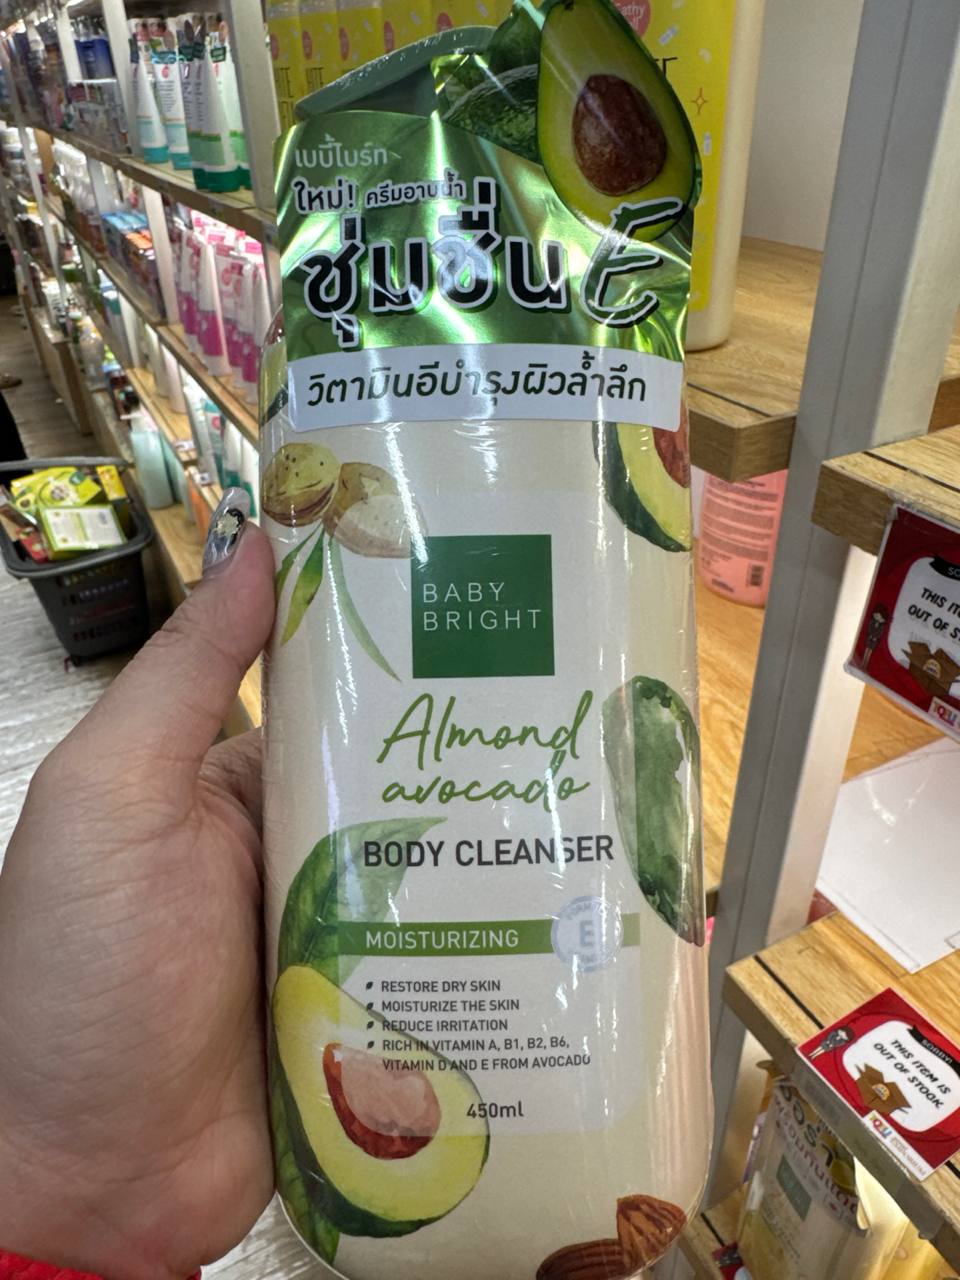 เบบี้ไบร์ท
ใหม่! ครีมอาบน้ำ
ชุ่มชื่น E
วิตามินอีบำรุงผิวล้ำลึก
BABY
BRIGHT
Almond
avocado
BODY CLEANSER
MOISTURIZING
E
RESTORE DRY SKIN
MOISTURIZE THE SKIN
REDUCE IRRITATION
RICH IN VITAMIN A, B1, B2, B6,
VITAMIN D AND E FROM AVOCADO
450ml
THIS ITEM IS
OUT OF STOCK